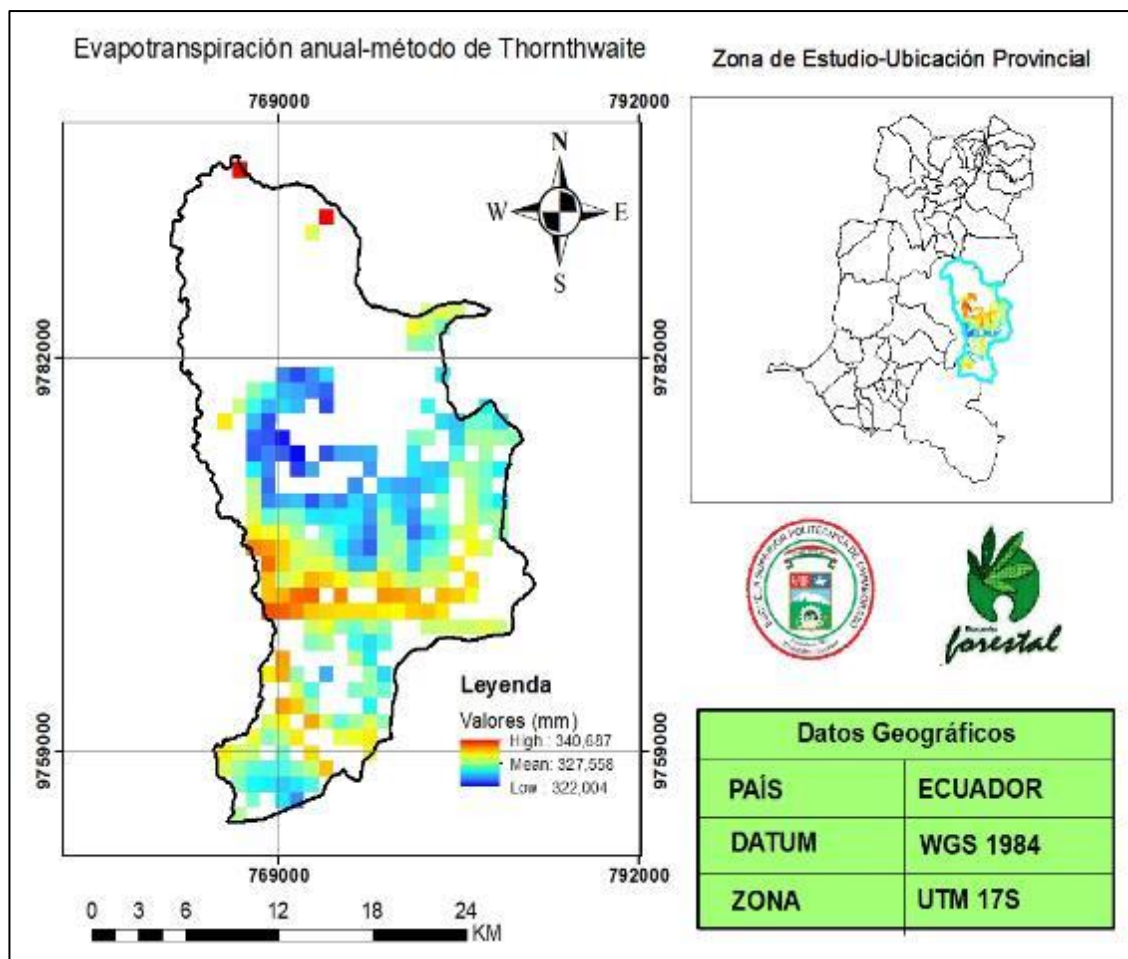 Evapotranspiración anual-método de Thornthwaite
Zona de Estudio-Ubicación Provincial
769000
792000
N
W
E
S
9782000
9782000
9759000
9759000
769000
792000
Leyenda
Valores (mm)
High : 340,687
Mean: 327,558
Low : 322,004
0 3 6 12 18 24
KM
forestal
Datos Geográficos
PAÍS ECUADOR
DATUM WGS 1984
ZONA UTM 17S